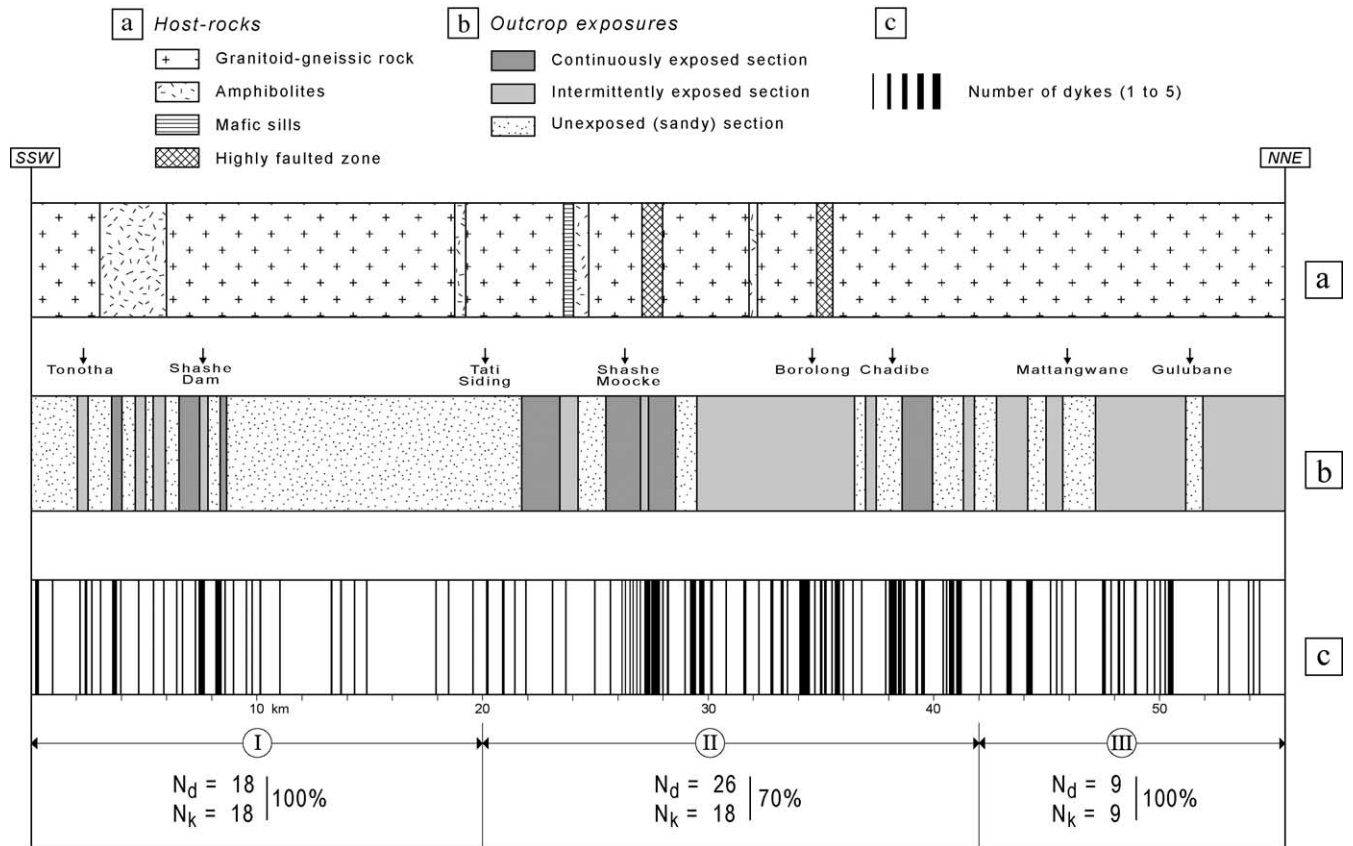 a Host-rocks
Granitoid-gneissic rock
Amphibolites
Mafic sills
Highly faulted zone
b Outcrop exposures
Continuously exposed section
Intermittently exposed section
Unexposed (sandy) section
c
Number of dykes (1 to 5)
SSW
NNE
a
Tonotha
Shashe
Dam
Tati
Siding
Shashe
Moocke
Borolong
Chadibe
Mattangwane
Gulubane
b
c
10 km 20 30 40 50
I II III
Nd = 18
Nk = 18
100%
Nd = 26
Nk = 18
70%
Nd = 9
Nk = 9
100%